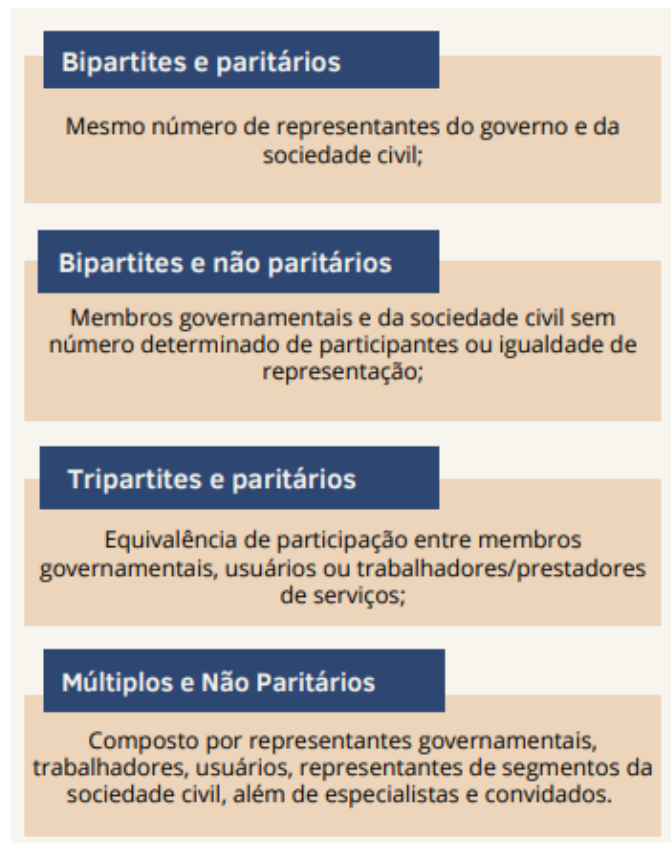 Bipartites e paritários
Mesmo número de representantes do governo e da
sociedade civil;
Bipartites e não paritários
Membros governamentais e da sociedade civil sem
número determinado de participantes ou igualdade de
representação;
Tripartites e paritários
Equivalência de participação entre membros
governamentais, usuários ou trabalhadores/prestadores
de serviços;
Múltiplos e Não Paritários
Composto por representantes governamentais,
trabalhadores, usuários, representantes de segmentos da
sociedade civil, além de especialistas e convidados.